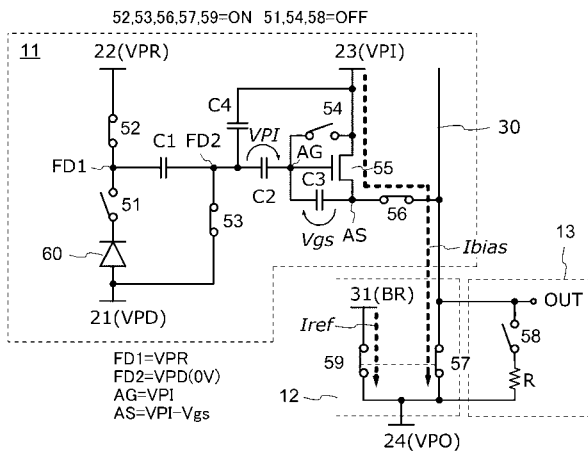 52,53,56,57,59=ON 51,54,58=OFF
11
22(VPR)
23(VPI)
C4
54
52
VPI
30
C1
FD1
FD2
AG
55
C2
C3
51
53
56
Vgs
AS
60
Ibias
13
31(BR)
OUT
21(VPD)
Iref
58
59
57
R
12
24(VPO)
FD1=VPR
FD2=VPD(0V)
AG=VPI
AS=VPI-Vgs